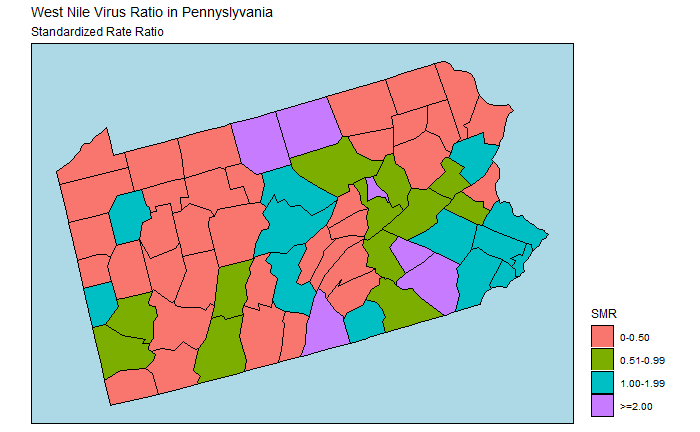 West Nile Virus Ratio in Pennyslyvania
Standardized Rate Ratio
SMR
0-0.50
0.51-0.99
1.00-1.99
>=2.00